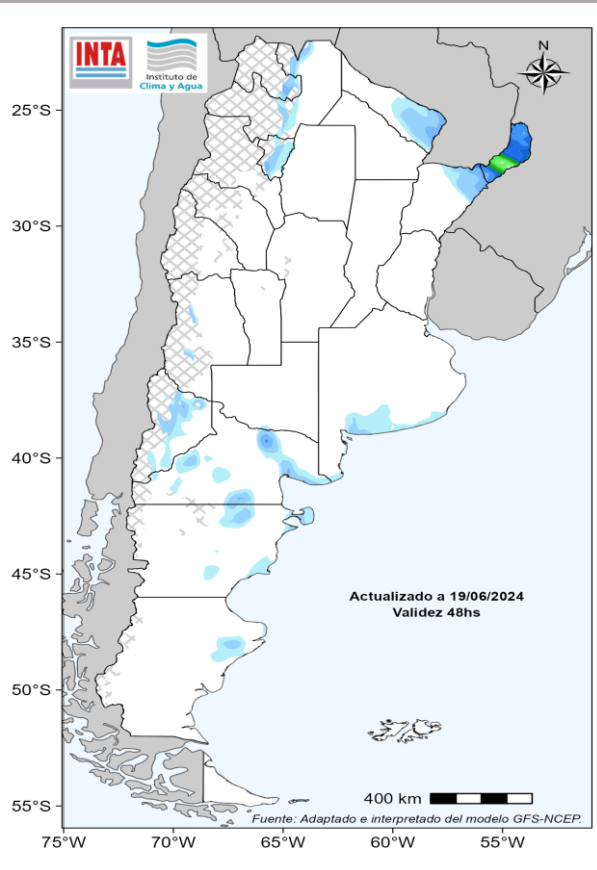 INTA
Instituto de
Clima y Agua
N
25°S
30°S
35°S
40°S
45°S
50°S
55°S
Actualizado a 19/06/2024
Validez 48hs
400 km
Fuente: Adaptado e interpretado del modelo GFS-NCEP.
75°W 70°W 65°W 60°W 55°W